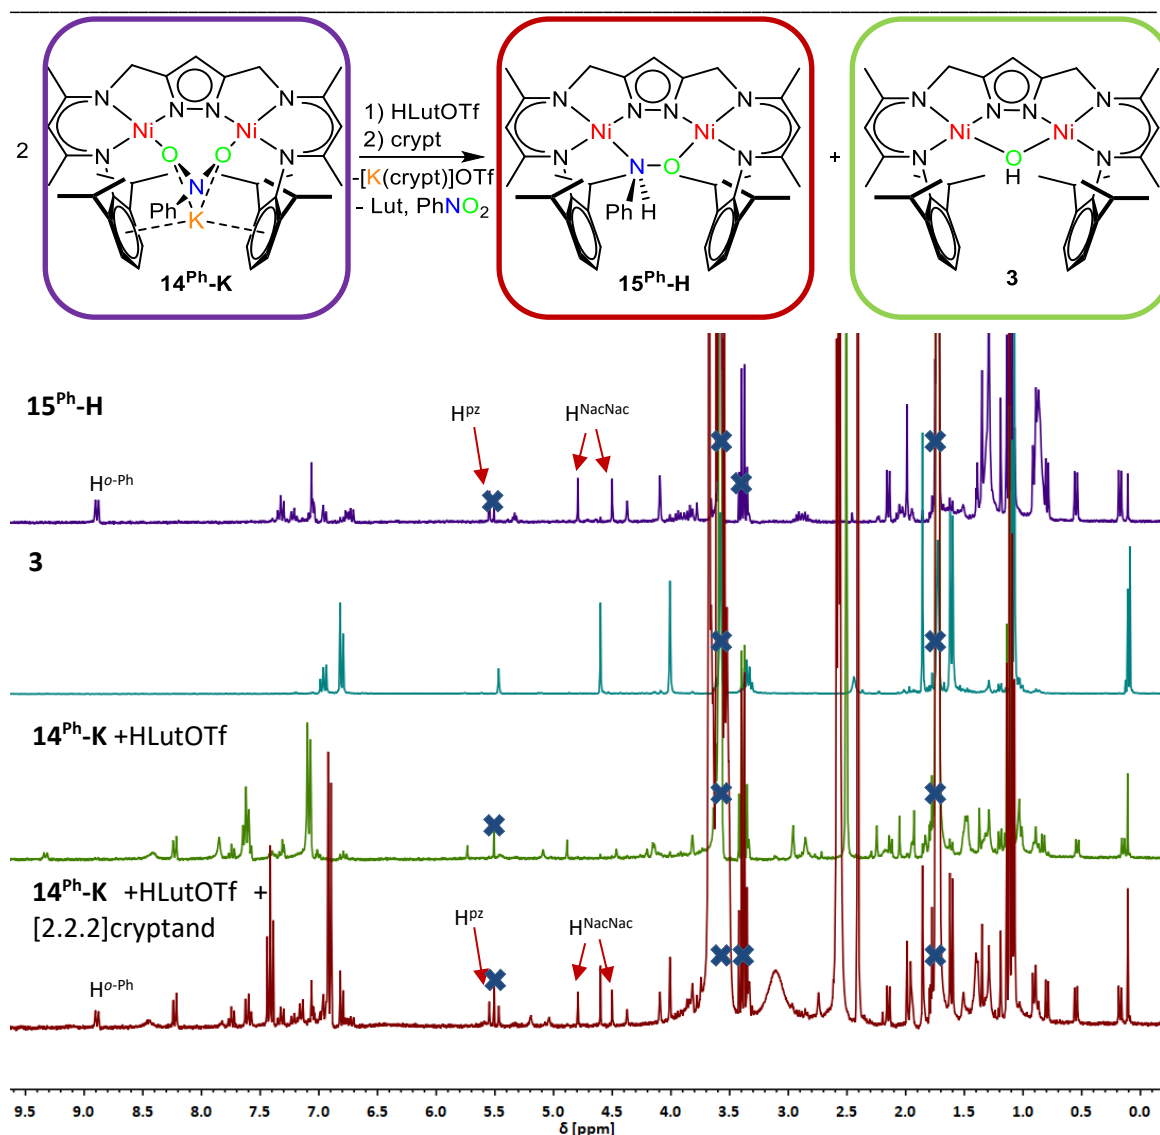 2
N
N
N
N
N
N
Ni
Ni
O
O
N
Ph
K
14Ph-K
1) HLutOTf
2) crypt
-[K(crypt)]OTf
- Lut, PhNO2
N
N
N
N
N
N
Ni
Ni
N
O
Ph
H
15Ph-H
+
N
N
N
N
N
N
Ni
Ni
O
H
3
15Ph-H
Ho-Ph
Hpz
HNacNac
3
14Ph-K +HLutOTf
14Ph-K +HLutOTf +
[2.2.2]cryptand
Ho-Ph
Hpz
HNacNac
9.5 9.0 8.5 8.0 7.5 7.0 6.5 6.0 5.5 5.0 4.5 4.0 3.5 3.0 2.5 2.0 1.5 1.0 0.5 0.0
δ [ppm]